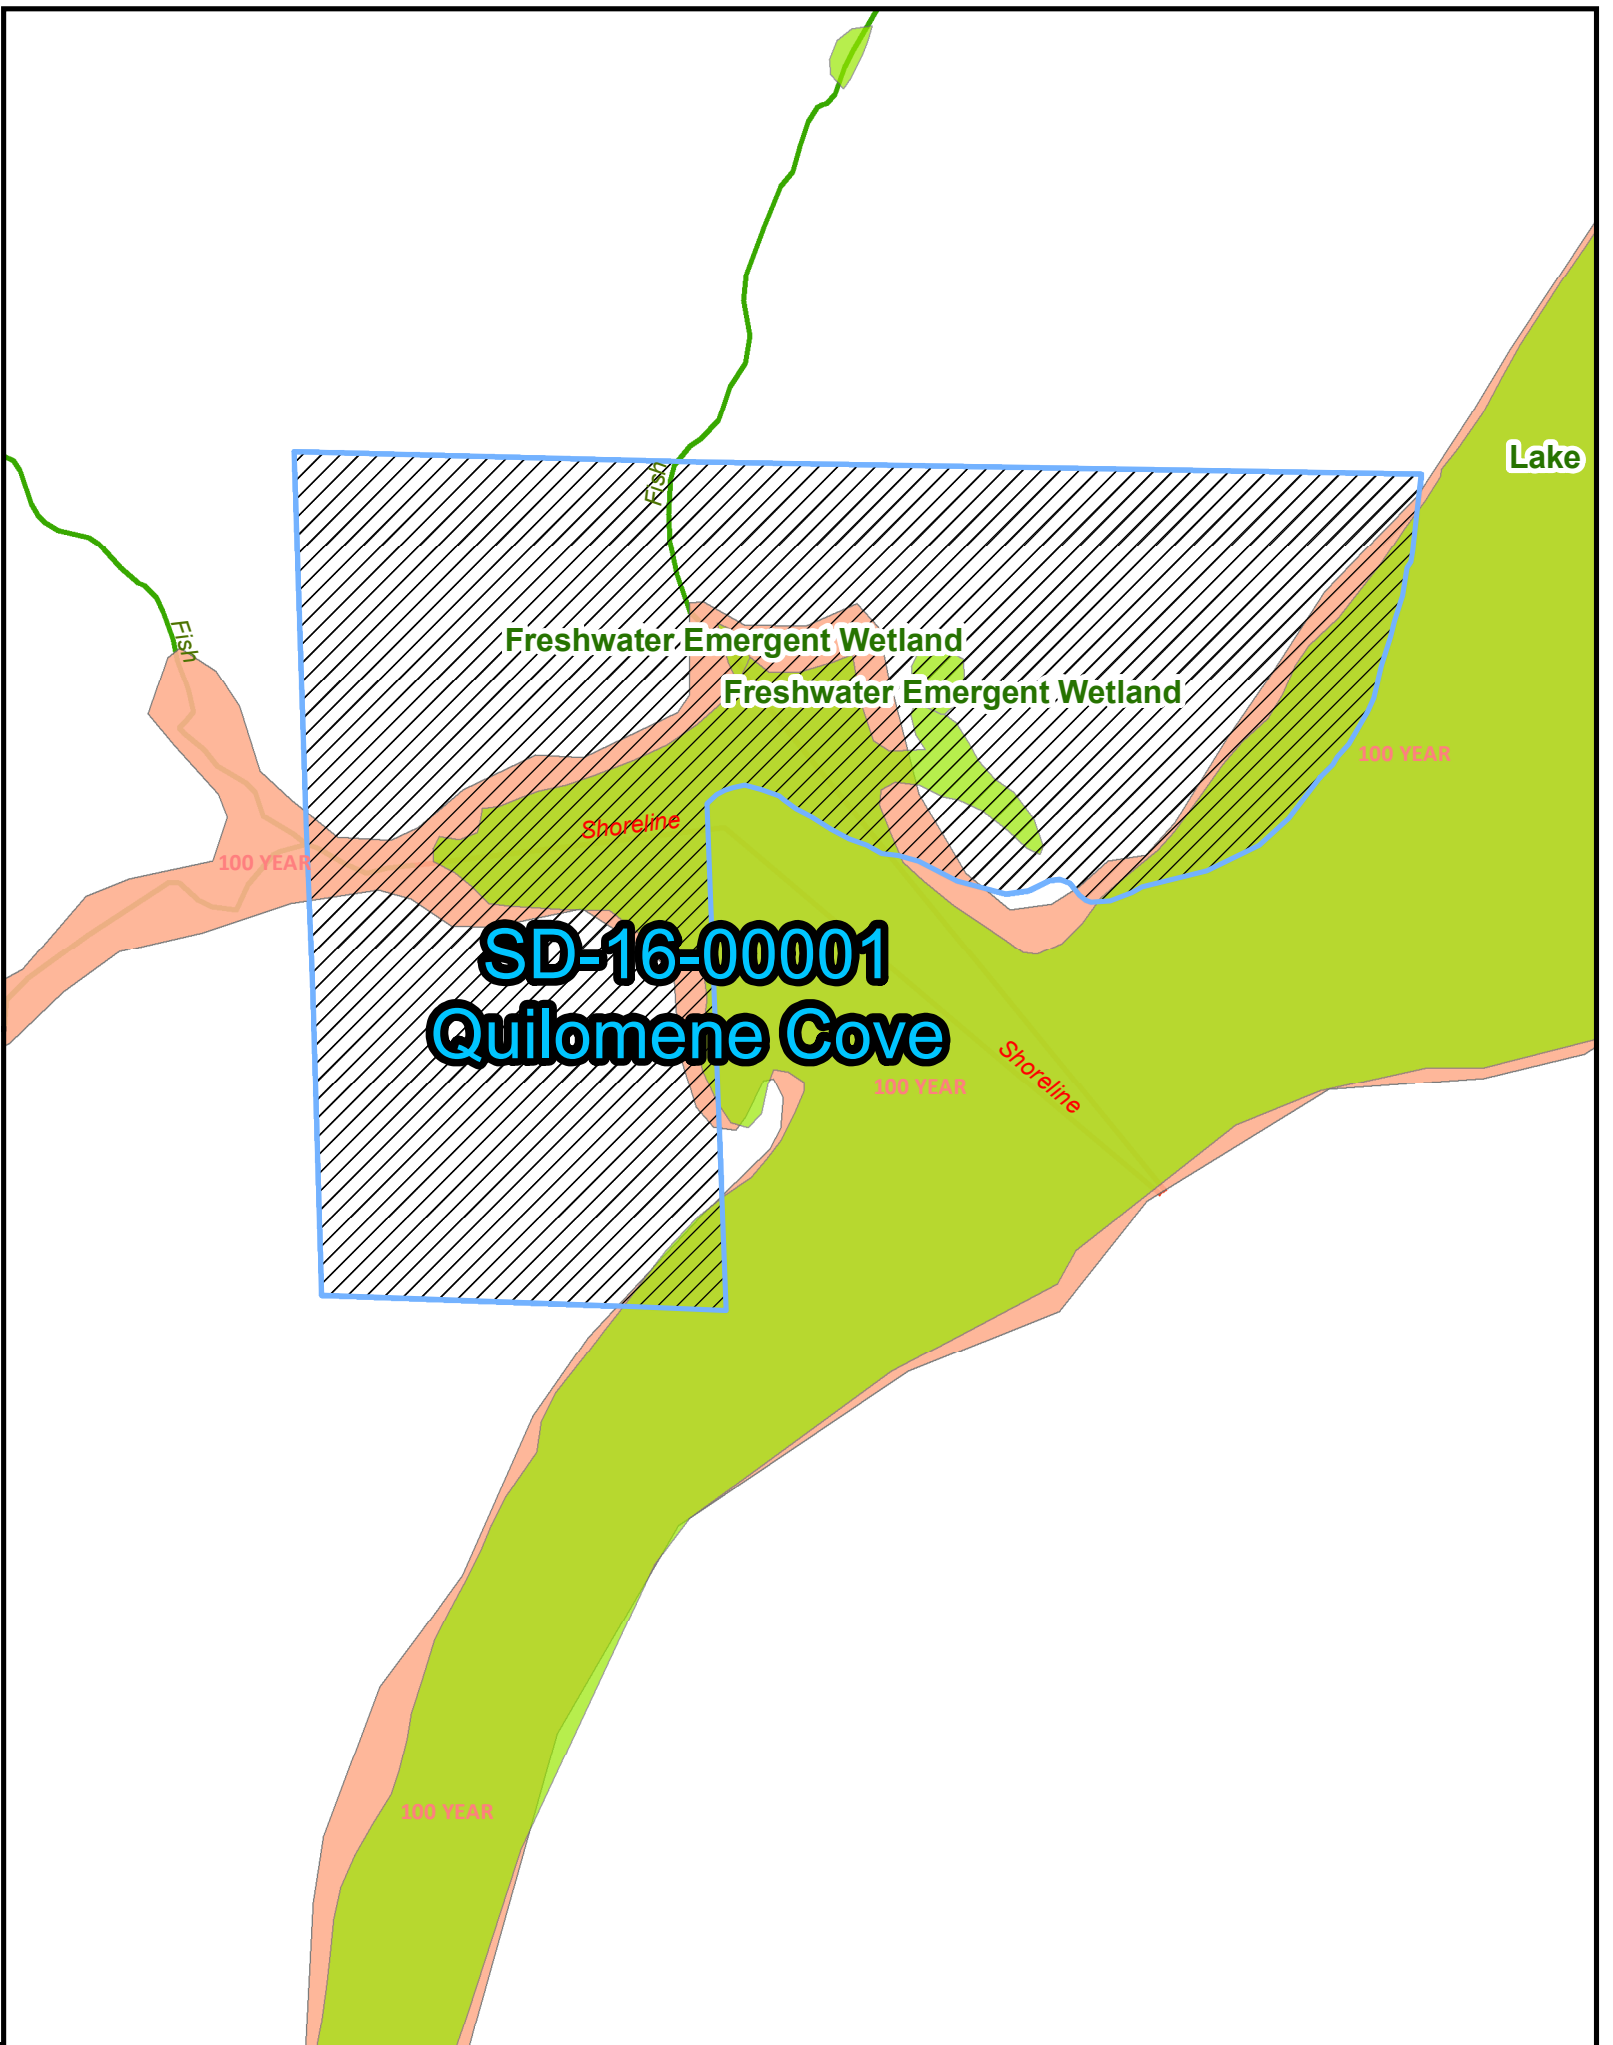 Lake
Fish
Fish
Freshwater Emergent Wetland
Freshwater Emergent Wetland
100 YEAR
Shoreline
100 YEAR
SD-16-00001
Quilomene Cove
Shoreline
100 YEAR
100 YEAR